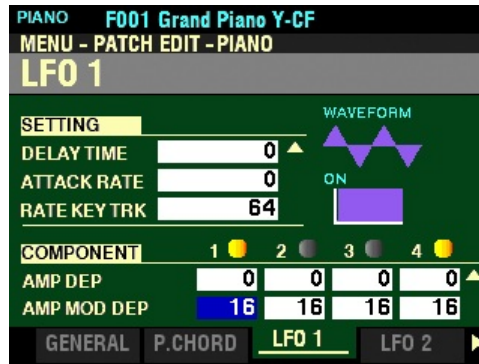 PIANO F001 Grand Piano Y-CF
MENU - PATCH EDIT - PIANO
LFO 1
WAVEFORM
SETTING
DELAY TIME 0
ATTACK RATE 0
ON
RATE KEY TRK 64
COMPONENT 1 2 3 4
AMP DEP 0 0 0 0
AMP MOD DEP 16 16 16 16
GENERAL P.CHORD LFO 1 LFO 2